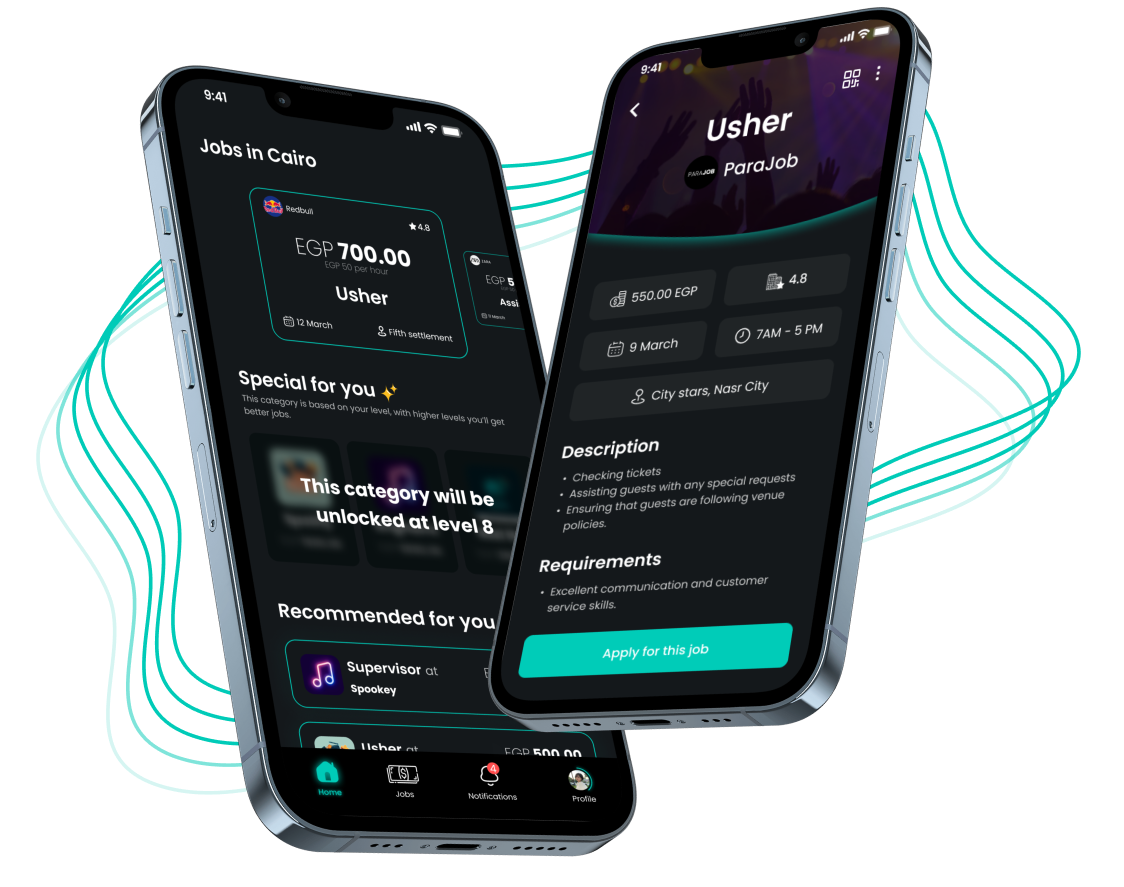 9:41
Jobs in Cairo
Redbull
4.8
EGP 700.00
EGP 50 per hour
Usher
12 March
Fifth settlement
ZARA
EGP 5
Assi
11 March
Special for you
This category is based on your level, with higher levels you'll get
better jobs.
This category will be
unlocked at level 8
Recommended for you
Supervisor at
Spookey
Usher at
EGP 500.00
Home
Jobs
4
Notifications
Profile
9:41
Usher
PARAJOB
ParaJob
550.00 EGP
4.8
9 March
7AM - 5 PM
City stars, Nasr City
Description
• Checking tickets
• Assisting guests with any special requests
• Ensuring that guests are following venue
policies.
Requirements
• Excellent communication and customer
service skills.
Apply for this job